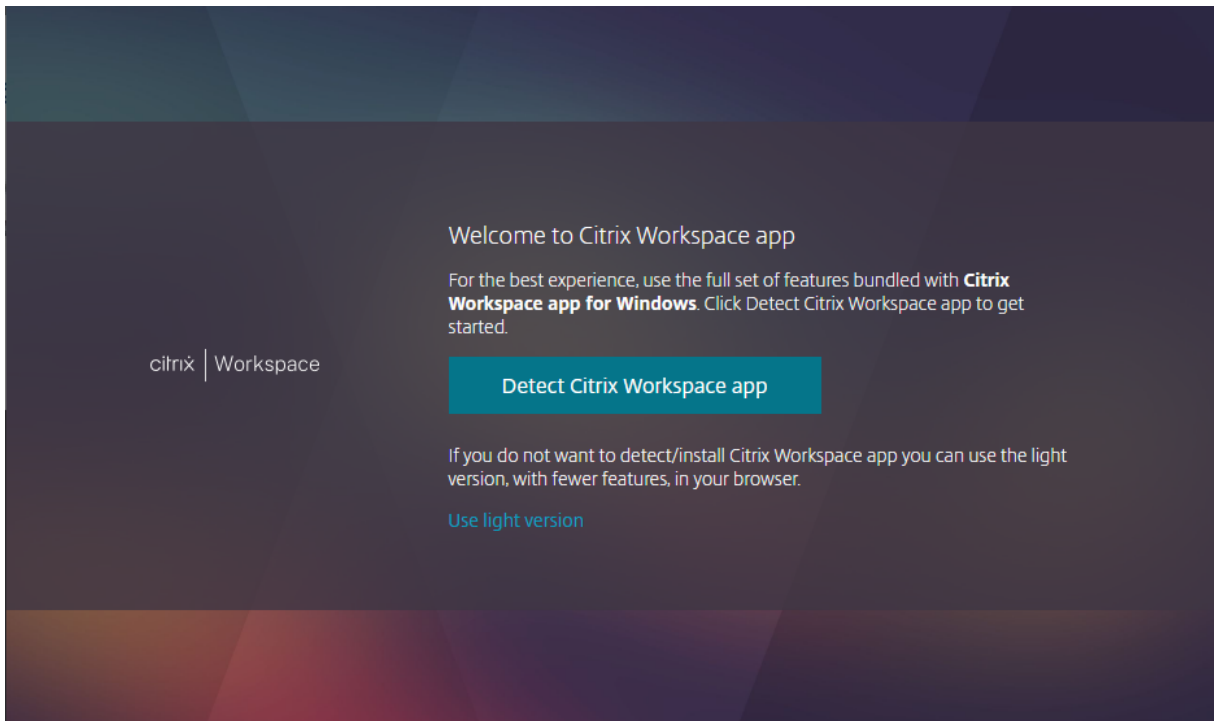 Welcome to Citrix Workspace app
For the best experience, use the full set of features bundled with Citrix
Workspace app for Windows. Click Detect Citrix Workspace app to get
started.
citrix | Workspace
Detect Citrix Workspace app
If you do not want to detect/install Citrix Workspace app you can use the light
version, with fewer features, in your browser.
Use light version